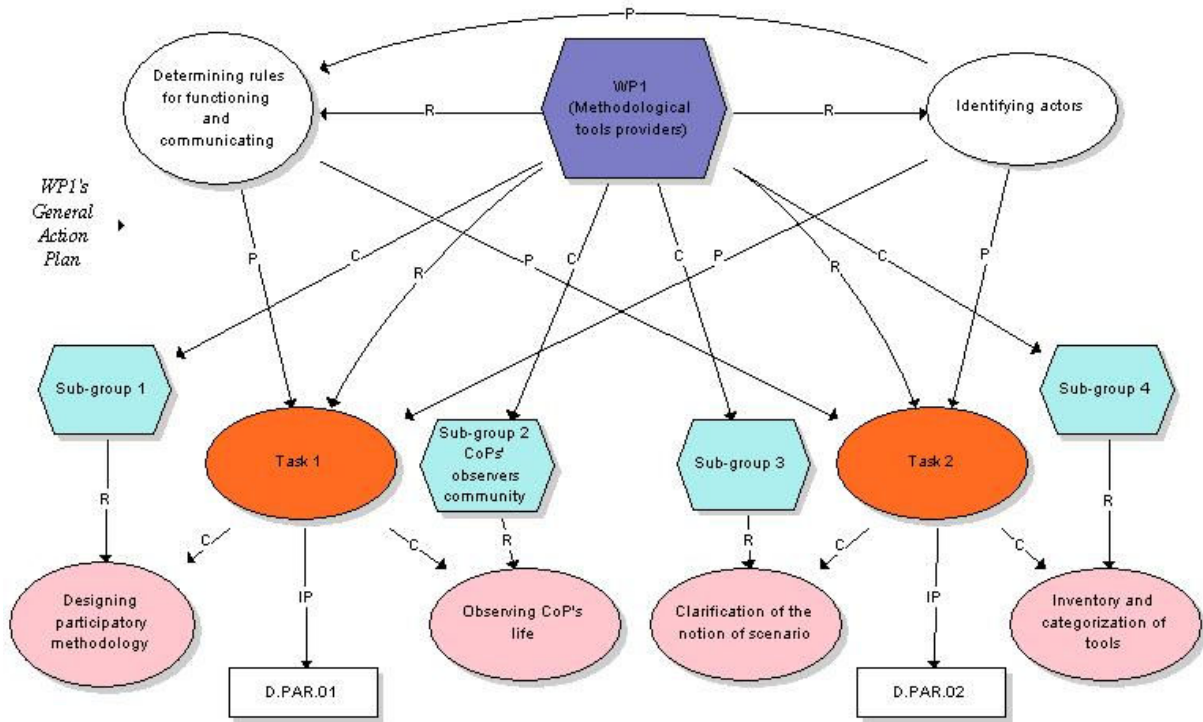 P
Determining rules
for functioning
and
communicating
R
WP1
(Methodological
tools providers)
R
Identifying actors
WP1's
General
Action
Plan
P
C
R
C
P
C
P
R
C
P
Sub-group 1
Sub-group 4
Task 1
Sub-group 2
CoPs'
observers
community
Sub-group 3
Task 2
R
C
C
R
R
C
C
R
IP
IP
Designing
participatory
methodology
Observing CoP's
life
Clarification of the
notion of scenario
Inventory and
categorization of
tools
D.PAR.01
D.PAR.02